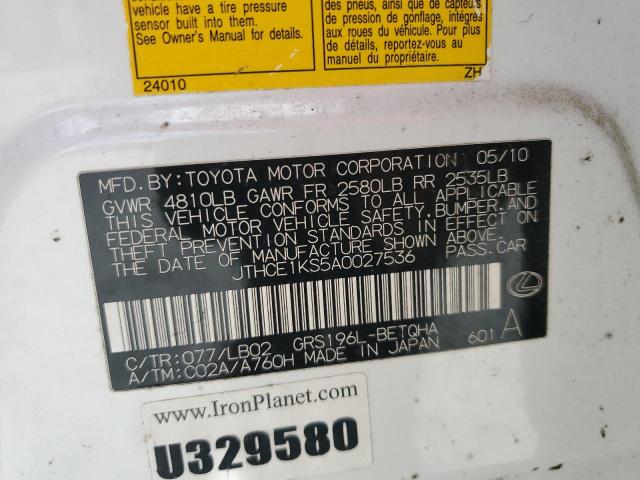 vehicle have a tire pressure
sensor built into them.
See Owner's Manual for details.
24010
des pneus, ainsi que des
de pression de gonflage, intégrés
aux roues du véhicule. Pour plus
de détails, reportez-vous au
manuel du propriétaire.
ZH
MFD. BY: TOYOTA MOTOR CORPORATION 05/10
GVWR 4810LB GAWR FR 2580LB RR 2535LB
THIS VEHICLE CONFORMS TO ALL APPLICABLE
FEDERAL MOTOR VEHICLE SAFETY, BUMPER, AND
THEFT PREVENTION STANDARDS IN EFFECT ON
THE DATE OF MANUFACTURE SHOWN ABOVE.
JTHCE1KS5A0027536 PASS. CAR
C/TR: 077/LB02 GRS196L-BETQHA
A/TM: C02A/A760H MADE IN JAPAN 601 A
www.IronPlanet.com
U329580